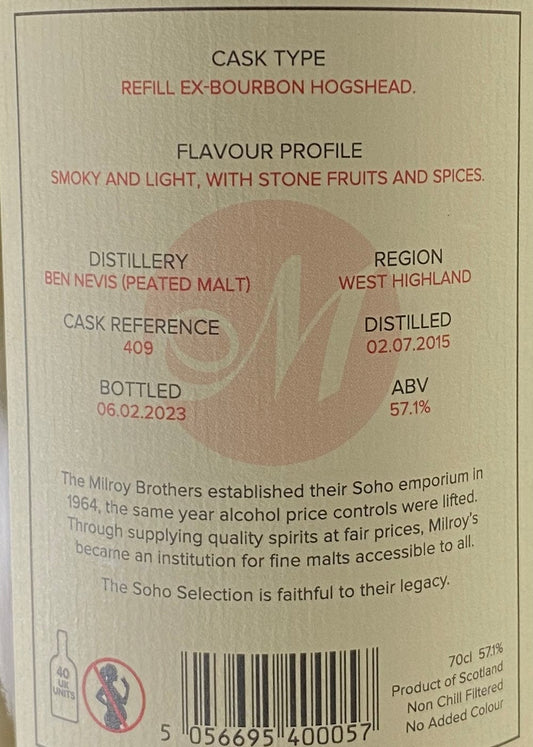 CASK TYPE
REFILL EX-BOURBON HOGSHEAD.
FLAVOUR PROFILE
SMOKY AND LIGHT, WITH STONE FRUITS AND SPICES.
DISTILLERY
BEN NEVIS (PEATED MALT)
REGION
WEST HIGHLAND
CASK REFERENCE
409
DISTILLED
02.07.2015
BOTTLED
06.02.2023
ABV
57.1%
M
The Milroy Brothers established their Soho emporium in
1964, the same year alcohol price controls were lifted.
Through supplying quality spirits at fair prices, Milroy's
became an institution for fine malts accessible to all.
The Soho Selection is faithful to their legacy.
40
UK
UNITS
5 056695 400057
70cl 57.1%
Product of Scotland
Non Chill Filtered
No Added Colour